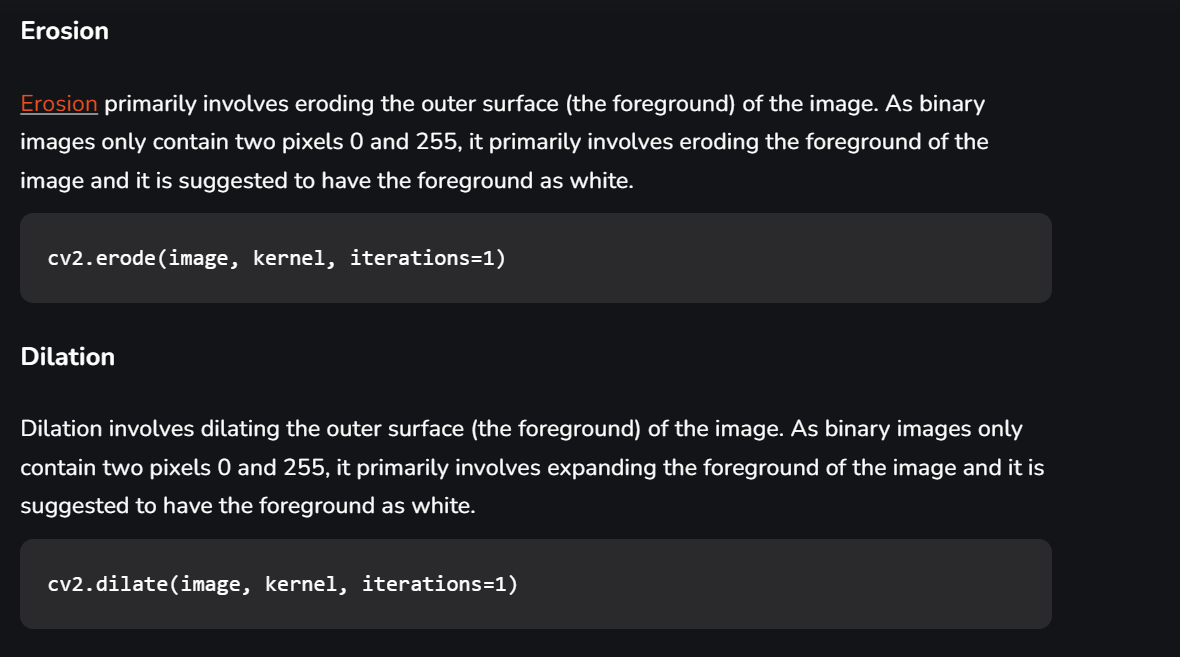 Erosion
Erosion primarily involves eroding the outer surface (the foreground) of the image. As binary
images only contain two pixels 0 and 255, it primarily involves eroding the foreground of the
image and it is suggested to have the foreground as white.
cv2.erode(image, kernel, iterations=1)
Dilation
Dilation involves dilating the outer surface (the foreground) of the image. As binary images only
contain two pixels 0 and 255, it primarily involves expanding the foreground of the image and it is
suggested to have the foreground as white.
cv2.dilate(image, kernel, iterations=1)